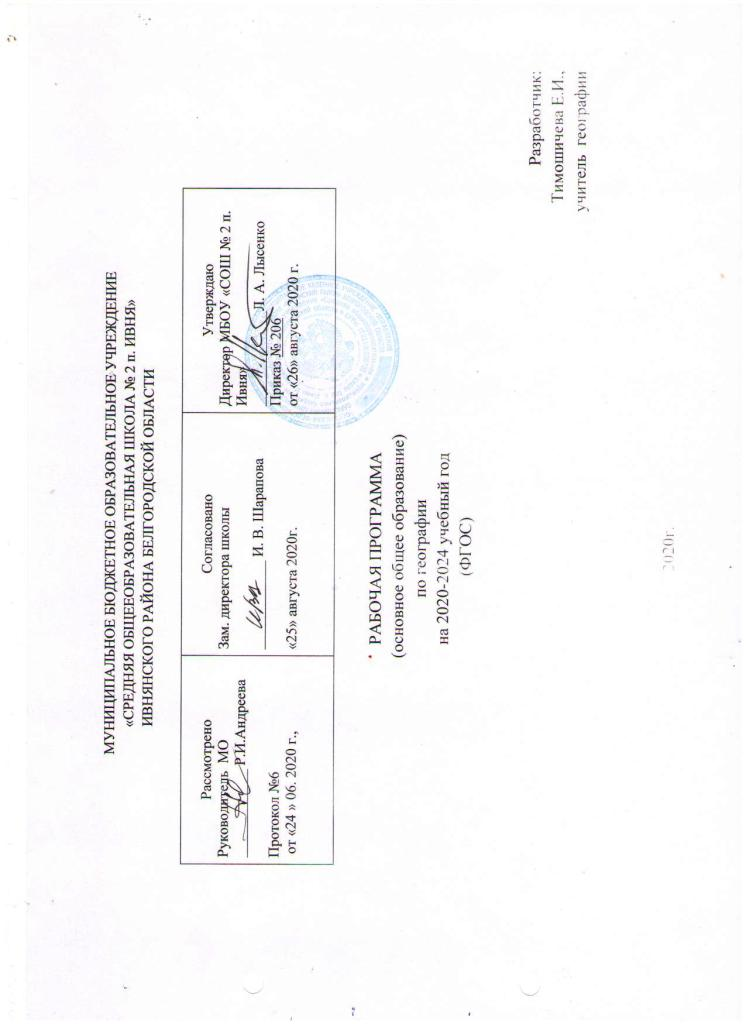 МУНИЦИПАЛЬНОЕ БЮДЖЕТНОЕ ОБРАЗОВАТЕЛЬНОЕ УЧРЕЖДЕНИЕ
«СРЕДНЯЯ ОБЩЕЕОБРАЗОВАТЕЛЬНАЯ ШКОЛА № 2 п. ИВНЯ»
ИВНЯНСКОГО РАЙОНА БЕЛГОРОДСКОЙ ОБЛАСТИ
Рассмотрено
Руководитель МО
Р.И.Андреева
Протокол №6
от «24 » 06. 2020 г.,
Согласовано
Зам. директора школы
И. В. Шарапова
«25» августа 2020г.
Утверждаю
Директор МБОУ «СОШ № 2 п.
Ивня»
Л. А. Лысенко
Приказ № 206
от «26» августа 2020 г.
РАБОЧАЯ ПРОГРАММА
(основное общее образование)
по географии
на 2020-2024 учебный год
(ФГОС)
Разработчик:
Тимошичева Е.И.,
учитель географии
2020г.